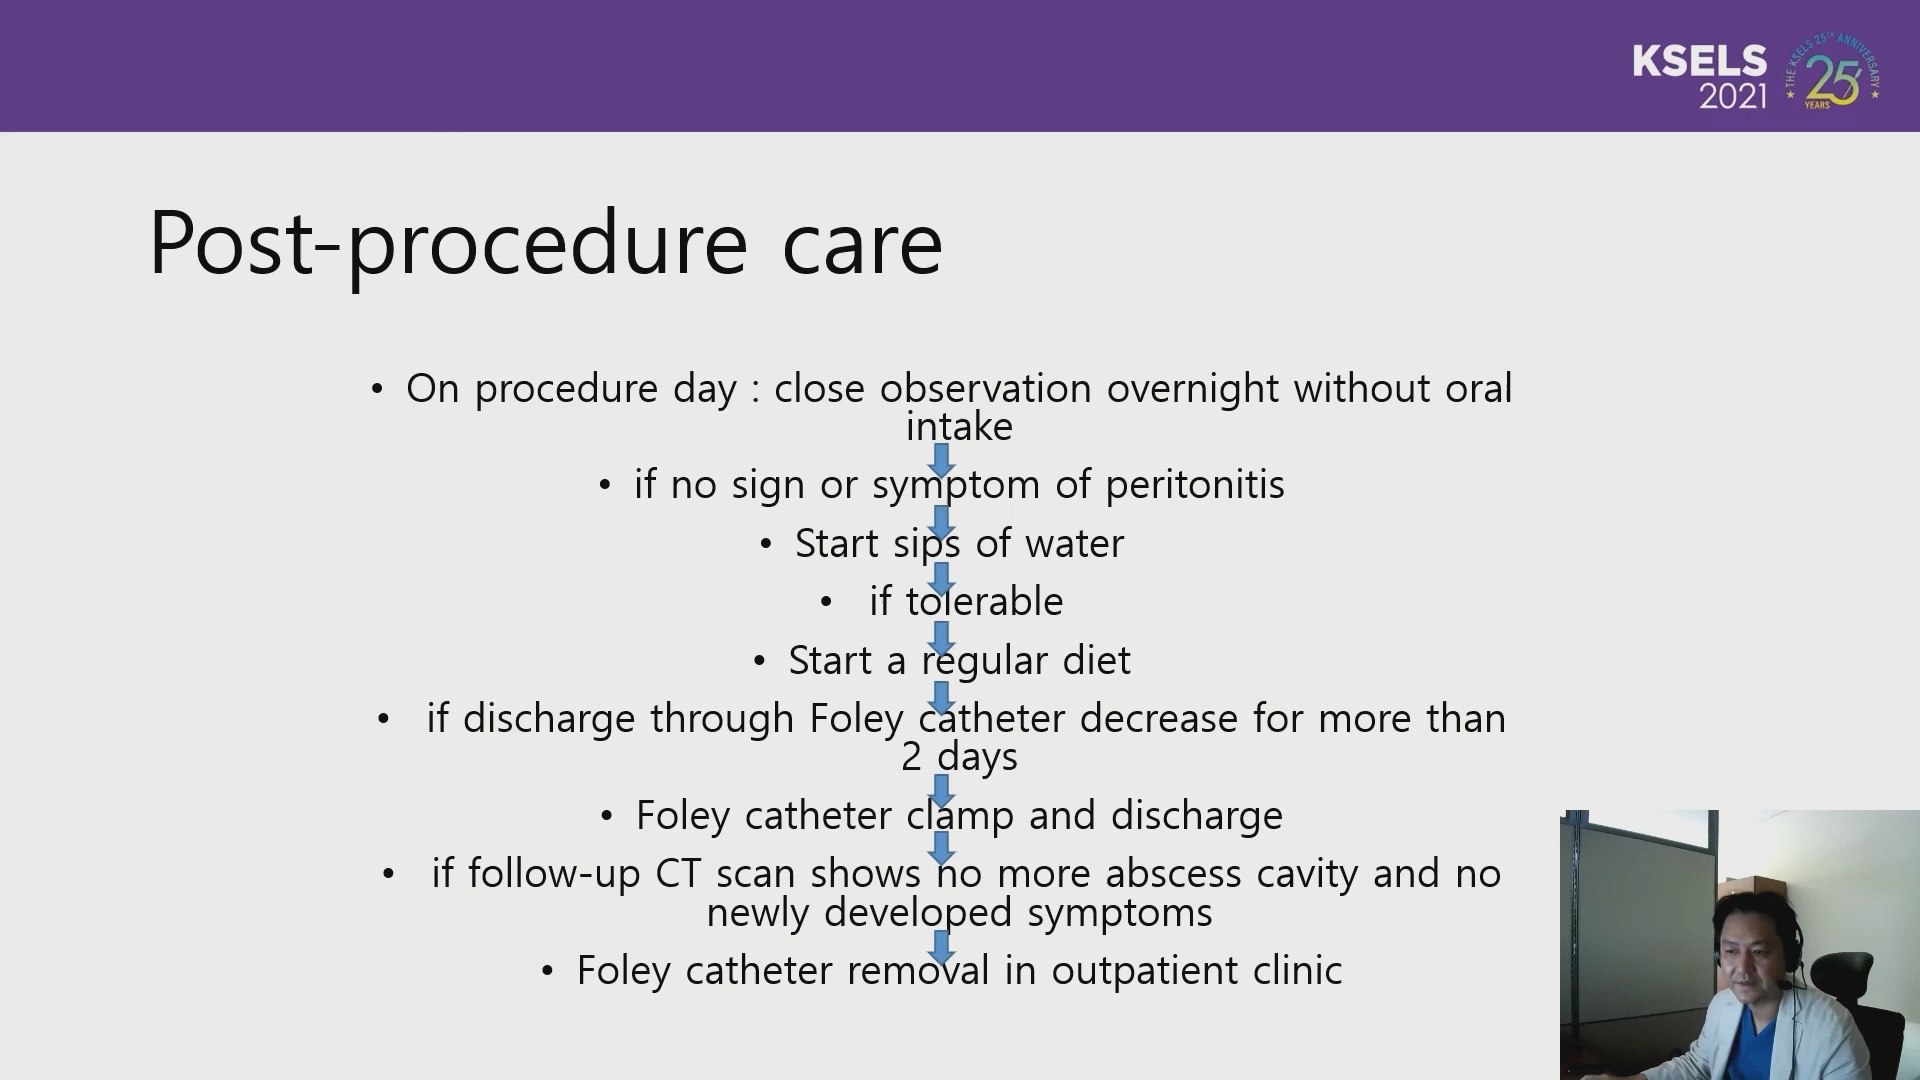 KSELS
2021
THE KSELS 25TH ANNIVERSARY
25
YEARS
Post-procedure care
• On procedure day : close observation overnight without oral
intake
• if no sign or symptom of peritonitis
• Start sips of water
• if tolerable
• Start a regular diet
• if discharge through Foley catheter decrease for more than
2 days
• Foley catheter clamp and discharge
• if follow-up CT scan shows no more abscess cavity and no
newly developed symptoms
• Foley catheter removal in outpatient clinic